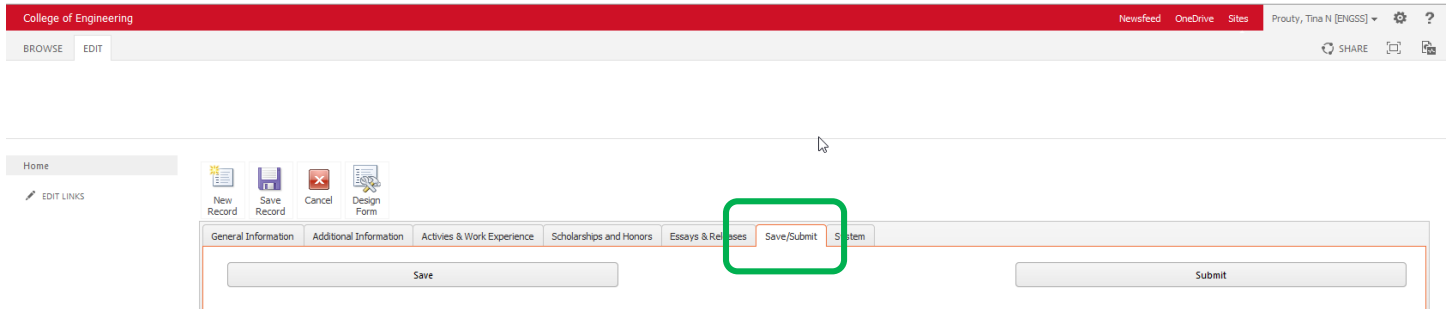 College of Engineering Newsfeed OneDrive Sites Prouty, Tina N [ENGSS] ?
BROWSE EDIT SHARE
Home
EDIT LINKS
New Record Save Record Cancel Design Form
General Information Additional Information Activies & Work Experience Scholarships and Honors Essays & Releases Save/Submit System
Save Submit